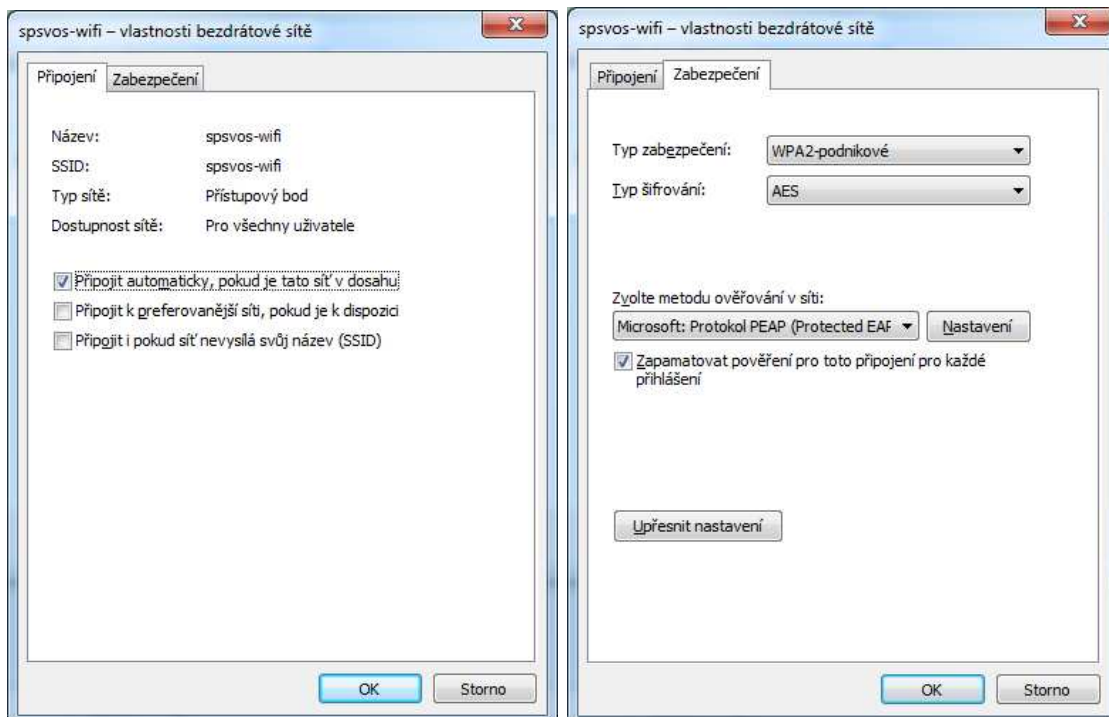 spsvos-wifi – vlastnosti bezdrátové sítě
Připojení
Zabezpečení
Název: spsvos-wifi
SSID: spsvos-wifi
Typ sítě: Přístupový bod
Dostupnost sítě: Pro všechny uživatele
Připojit automaticky, pokud je tato síť v dosahu
Připojit k preferovanější síti, pokud je k dispozici
Připojit i pokud síť nevysílá svůj název (SSID)
OK
Storno
spsvos-wifi – vlastnosti bezdrátové sítě
Připojení
Zabezpečení
Typ zabezpečení: WPA2-podnikové
Typ šifrování: AES
Zvolte metodu ověřování v síti:
Microsoft: Protokol PEAP (Protected EAP
Nastavení
Zapamatovat pověření pro toto připojení pro každé
přihlášení
Upřesnit nastavení
OK
Storno